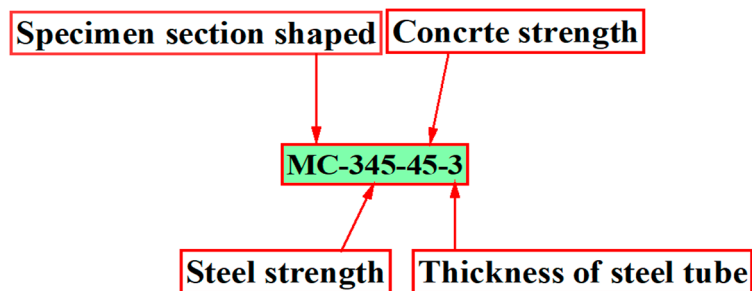 Specimen section shaped
Concrte strength
MC-345-45-3
Steel strength
Thickness of steel tube